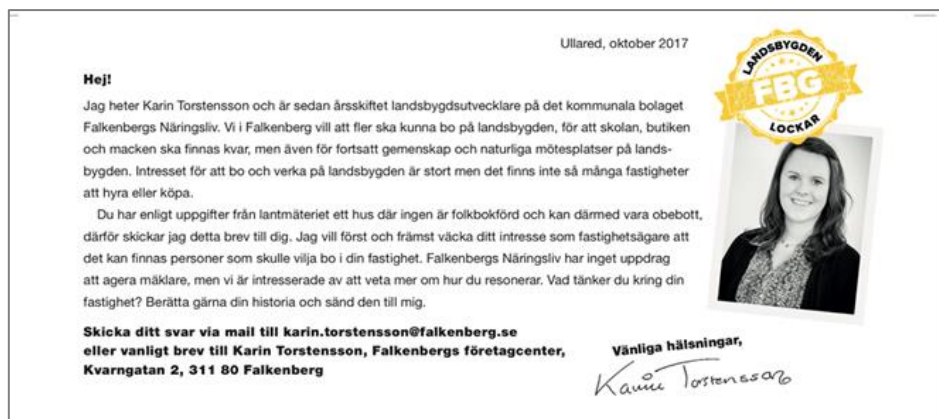 Ullared, oktober 2017
LANDSBYGDEN
FBG
LOCKAR
Hej!
Jag heter Karin Torstensson och är sedan årsskiftet landsbygdsutvecklare på det kommunala bolaget
Falkenbergs Näringsliv. Vi i Falkenberg vill att fler ska kunna bo på landsbygden, för att skolan, butiken
och macken ska finnas kvar, men även för fortsatt gemenskap och naturliga mötesplatser på lands-
bygden. Intresset för att bo och verka på landsbygden är stort men det finns inte så många fastigheter
att hyra eller köpa.
Du har enligt uppgifter från lantmäteriet ett hus där ingen är folkbokförd och kan därmed vara obebott,
därför skickar jag detta brev till dig. Jag vill först och främst väcka ditt intresse som fastighetsägare att
det kan finnas personer som skulle vilja bo i din fastighet. Falkenbergs Näringsliv har inget uppdrag
att agera mäklare, men vi är intresserade av att veta mer om hur du resonerar. Vad tänker du kring din
fastighet? Berätta gärna din historia och sänd den till mig.
Skicka ditt svar via mail till karin.torstensson@falkenberg.se
eller vanligt brev till Karin Torstensson, Falkenbergs företagcenter,
Kvarngatan 2, 311 80 Falkenberg
Vänliga hälsningar,
Karin Torstensson